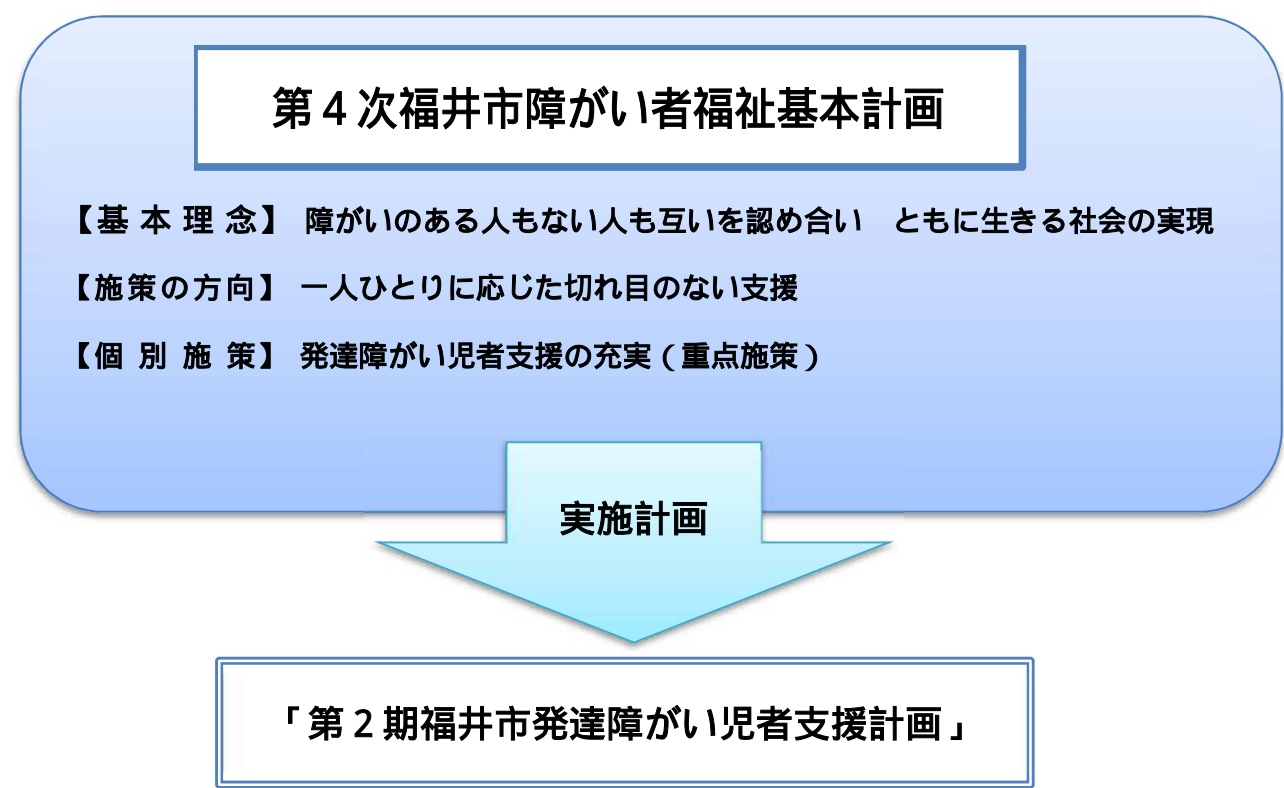 第４次福井市障がい者福祉基本計画
【基 本 理 念】 障がいのある人もない人も互いを認め合い　ともに生きる社会の実現
【施策の方向】 一人ひとりに応じた切れ目のない支援
【個 別 施 策】 発達障がい児者支援の充実（重点施策）
実施計画
「第２期福井市発達障がい児者支援計画」